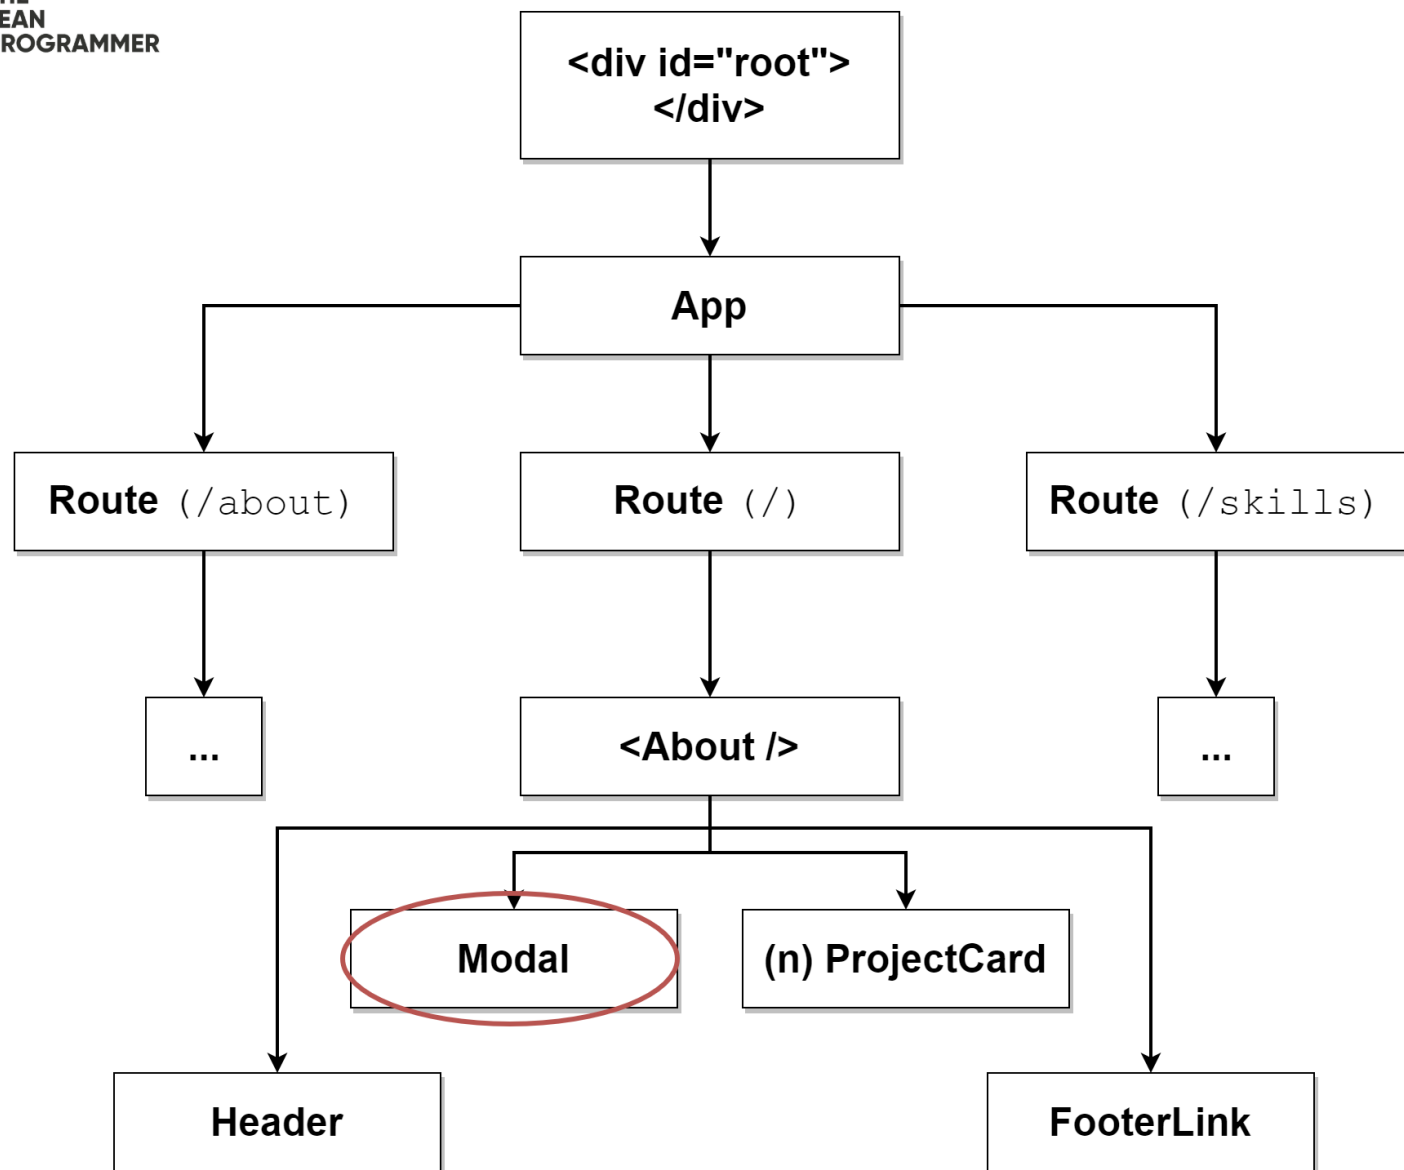 EAN
ROGRAMMER
<div id="root">
</div>
App
Route (/about)
Route (/)
Route (/skills)
...
<About />
...
Modal
(n) ProjectCard
Header
FooterLink